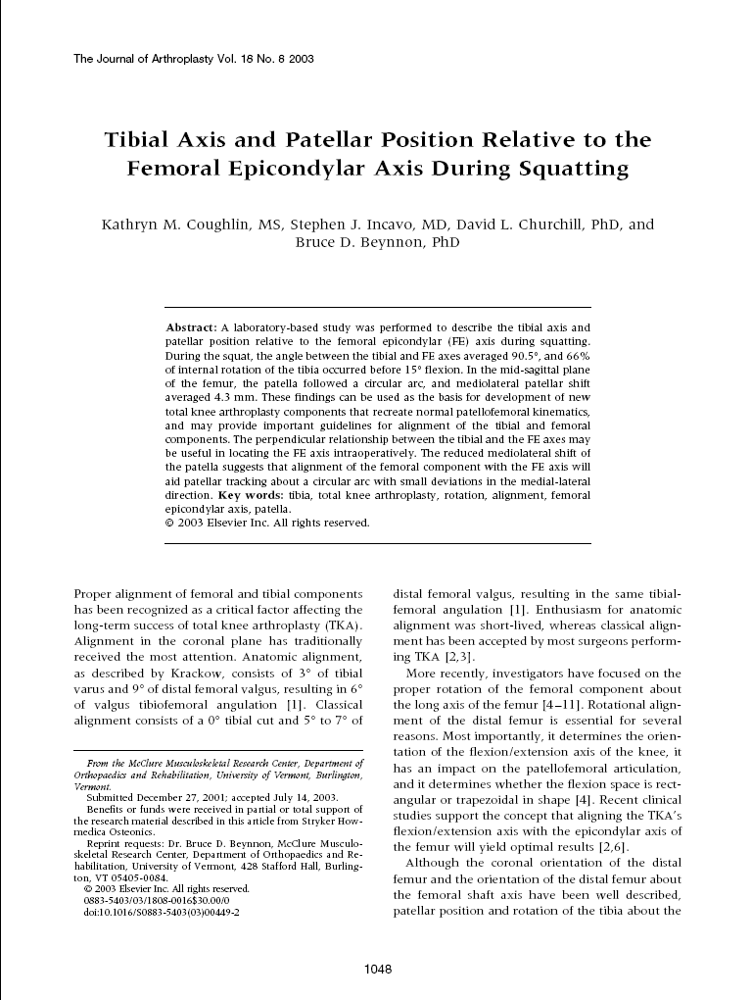 The Journal of Arthroplasty Vol. 18 No. 8 2003
Tibial Axis and Patellar Position Relative to the
Femoral Epicondylar Axis During Squatting
Kathryn M. Coughlin, MS, Stephen J. Incavo, MD, David L. Churchill, PhD, and
Bruce D. Beynnon, PhD
Abstract: A laboratory-based study was performed to describe the tibial axis and
patellar position relative to the femoral epicondylar (FE) axis during squatting.
During the squat, the angle between the tibial and FE axes averaged 90.5°, and 66%
of internal rotation of the tibia occurred before 15° flexion. In the mid-sagittal plane
of the femur, the patella followed a circular arc, and mediolateral patellar shift
averaged 4.3 mm. These findings can be used as the basis for development of new
total knee arthroplasty components that recreate normal patellofemoral kinematics,
and may provide important guidelines for alignment of the tibial and femoral
components. The perpendicular relationship between the tibial and the FE axes may
be useful in locating the FE axis intraoperatively. The reduced mediolateral shift of
the patella suggests that alignment of the femoral component with the FE axis will
aid patellar tracking about a circular arc with small deviations in the medial-lateral
direction. Key words: tibia, total knee arthroplasty, rotation, alignment, femoral
epicondylar axis, patella.
© 2003 Elsevier Inc. All rights reserved.
Proper alignment of femoral and tibial components
has been recognized as a critical factor affecting the
long-term success of total knee arthroplasty (TKA).
Alignment in the coronal plane has traditionally
received the most attention. Anatomic alignment,
as described by Krackow, consists of 3° of tibial
varus and 9° of distal femoral valgus, resulting in 6°
of valgus tibiofemoral angulation [1]. Classical
alignment consists of a 0° tibial cut and 5° to 7° of
From the McClure Musculoskeletal Research Center, Department of
Orthopaedics and Rehabilitation, University of Vermont, Burlington,
Vermont.
Submitted December 27, 2001; accepted July 14, 2003.
Benefits or funds were received in partial or total support of
the research material described in this article from Stryker How-
medica Osteonics.
Reprint requests: Dr. Bruce D. Beynnon, McClure Musculo-
skeletal Research Center, Department of Orthopaedics and Re-
habilitation, University of Vermont, 428 Stafford Hall, Burling-
ton, VT 05405-0084.
© 2003 Elsevier Inc. All rights reserved.
0883-5403/03/1808-0016$30.00/0
doi:10.1016/S0883-5403(03)00449-2
distal femoral valgus, resulting in the same tibial-
femoral angulation [1]. Enthusiasm for anatomic
alignment was short-lived, whereas classical align-
ment has been accepted by most surgeons perform-
ing TKA [2,3].
More recently, investigators have focused on the
proper rotation of the femoral component about
the long axis of the femur [4–11]. Rotational align-
ment of the distal femur is essential for several
reasons. Most importantly, it determines the orien-
tation of the flexion/extension axis of the knee, it
has an impact on the patellofemoral articulation,
and it determines whether the flexion space is rect-
angular or trapezoidal in shape [4]. Recent clinical
studies support the concept that aligning the TKA's
flexion/extension axis with the epicondylar axis of
the femur will yield optimal results [2,6].
Although the coronal orientation of the distal
femur and the orientation of the distal femur about
the femoral shaft axis have been well described,
patellar position and rotation of the tibia about the
1048